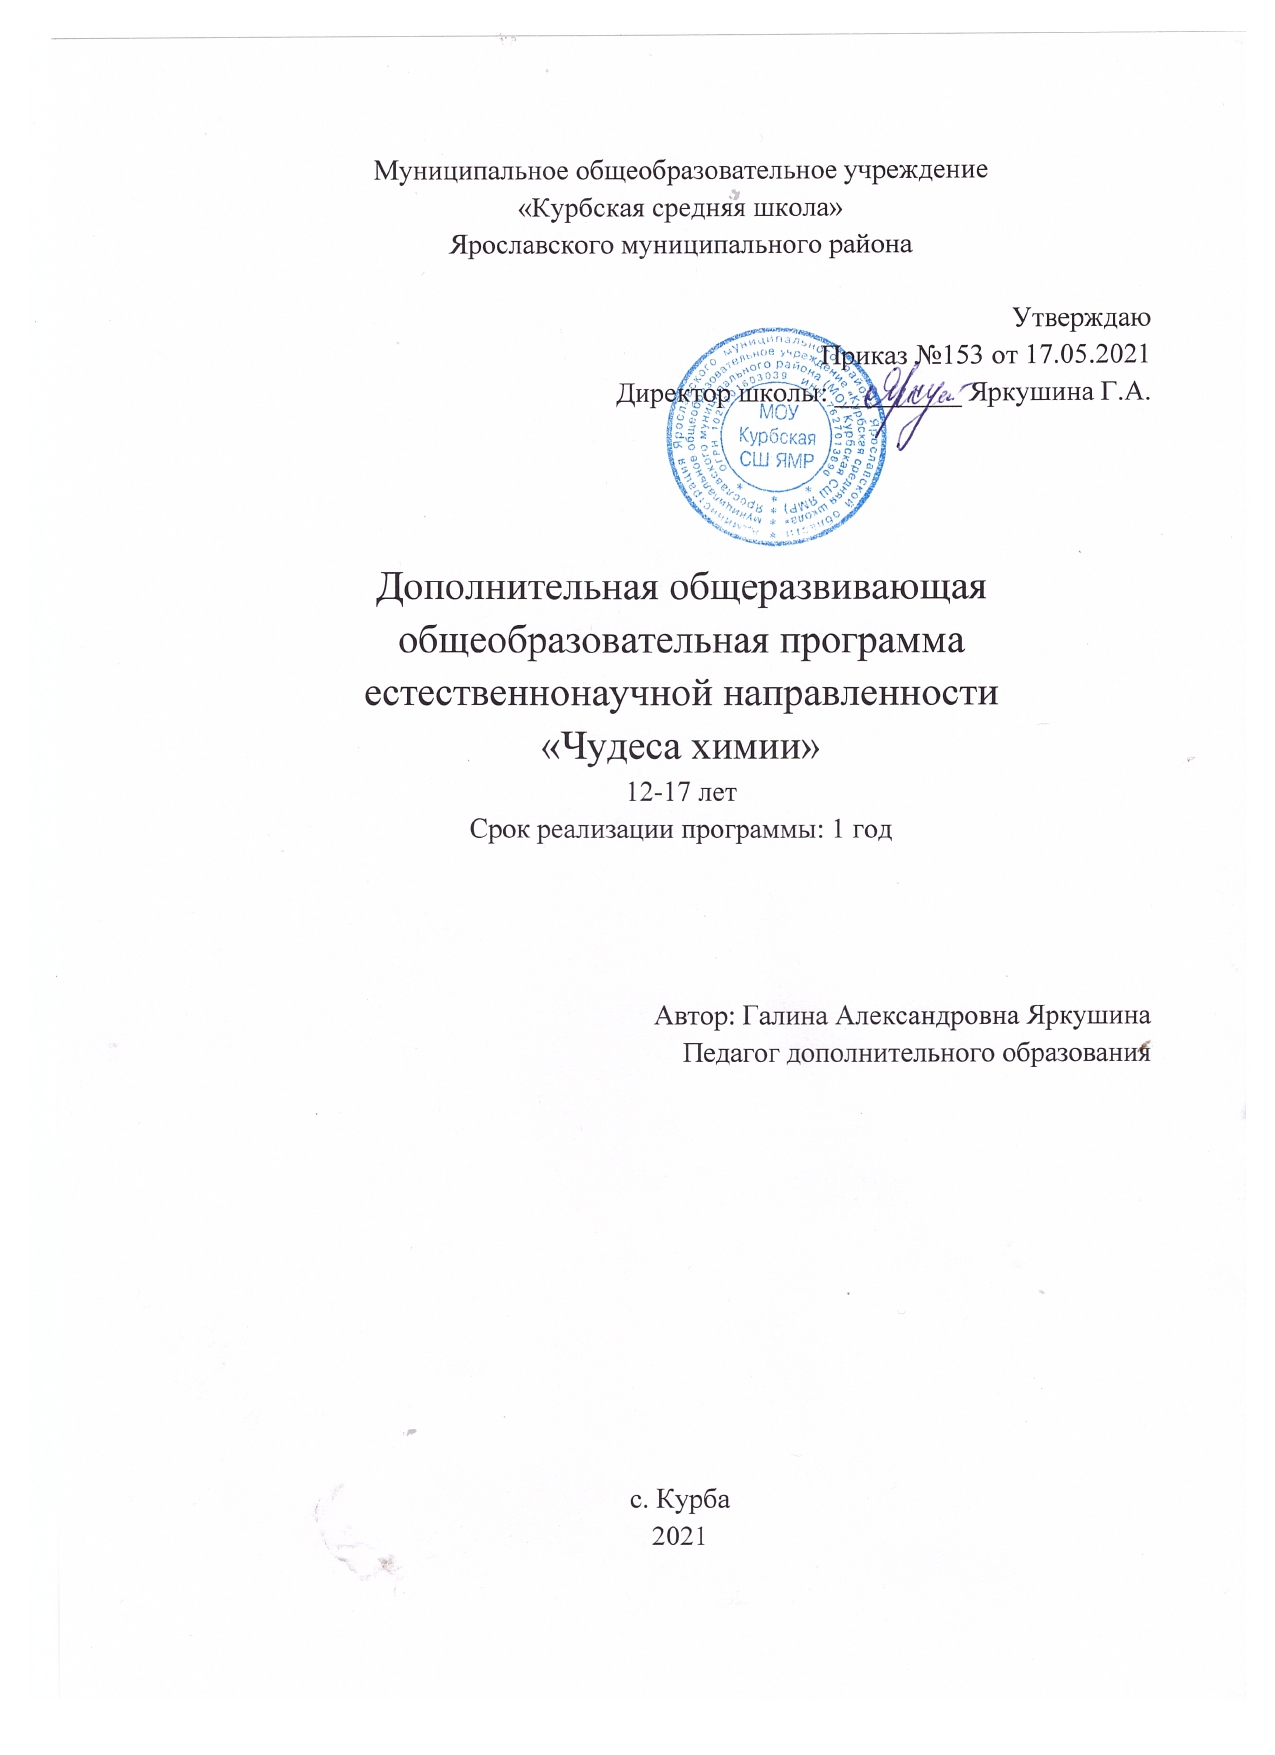 Муниципальное общеобразовательное учреждение
«Курбская средняя школа»
Ярославского муниципального района
Утверждаю
Приказ №153 от 17.05.2021
Директор школы:_________ Яркушина Г.А.
МОУ
Курбская
СШ ЯМР
Дополнительная общеразвивающая
общеобразовательная программа
естественнонаучной направленности
«Чудеса химии»
12-17 лет
Срок реализации программы: 1 год
Автор: Галина Александровна Яркушина
Педагог дополнительного образования
с. Курба
2021